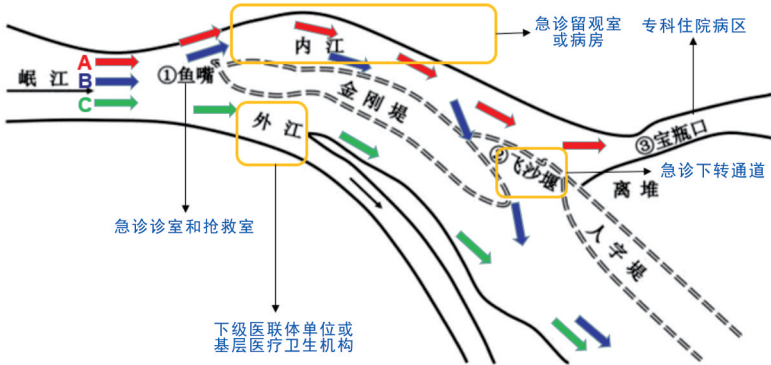 急诊留观室
或病房
专科住院病区
内江
A
B
C
岷江
①鱼嘴
金刚堤
外江
②飞沙堰
③宝瓶口
急诊下转通道
离堆
人字堤
急诊诊室和抢救室
下级医联体单位或
基层医疗卫生机构